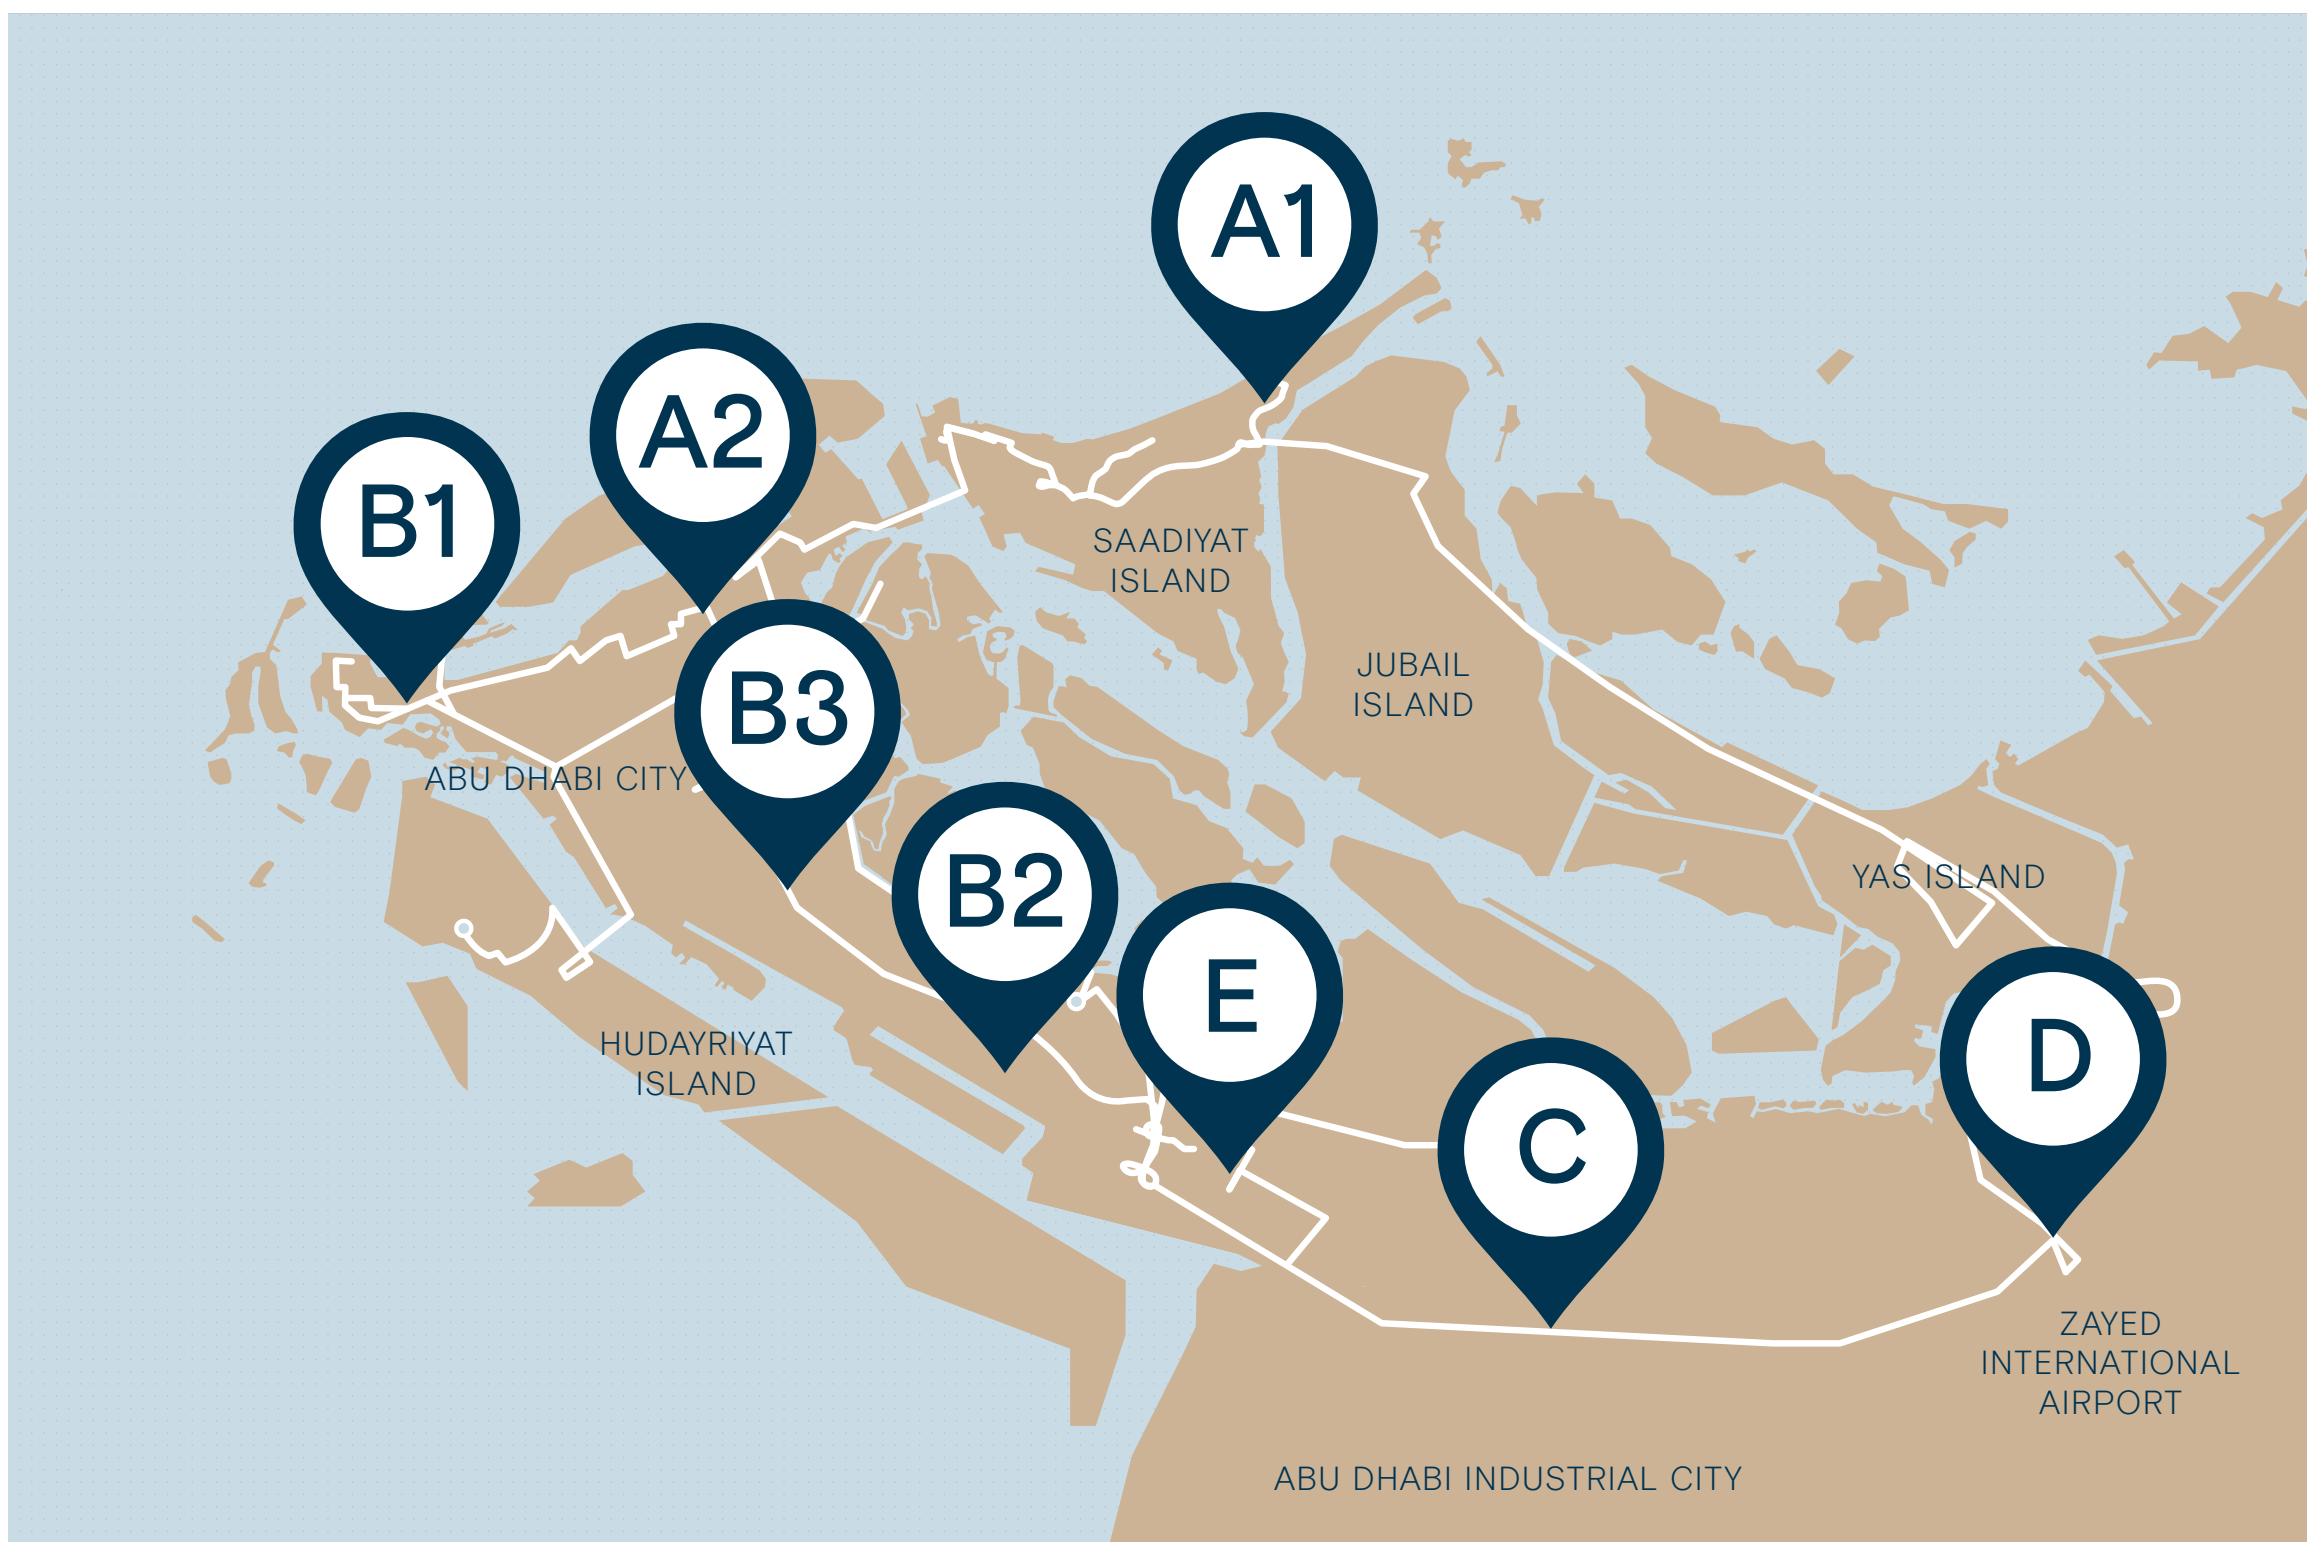 A1
A2
B1
SAADIYAT
ISLAND
JUBAIL
ISLAND
B3
ABU DHABI CITY
B2
YAS ISLAND
E
HUDAYRIYAT
ISLAND
D
C
ZAYED
INTERNATIONAL
AIRPORT
ABU DHABI INDUSTRIAL CITY